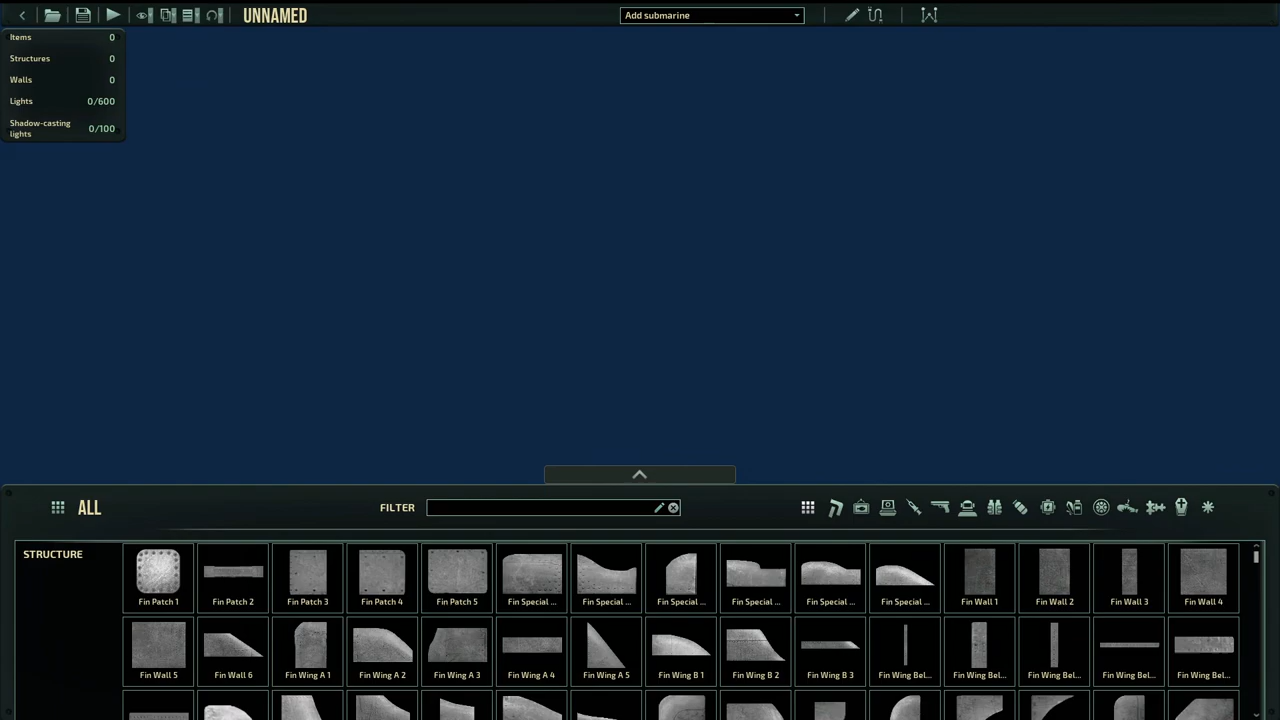 UNNAMED
Add submarine
Items 0
Structures 0
Walls 0
Lights 0/600
Shadow-casting
lights 0/100
ALL
FILTER
STRUCTURE
Fin Patch 1 Fin Patch 2 Fin Patch 3 Fin Patch 4 Fin Patch 5 Fin Special ... Fin Special ... Fin Special ... Fin Special ... Fin Special ... Fin Special ... Fin Wall 1 Fin Wall 2 Fin Wall 3 Fin Wall 4
Fin Wall 5 Fin Wall 6 Fin Wing A 1 Fin Wing A 2 Fin Wing A 3 Fin Wing A 4 Fin Wing A 5 Fin Wing B 1 Fin Wing B 2 Fin Wing B 3 Fin Wing Bel... Fin Wing Bel... Fin Wing Bel... Fin Wing Bel... Fin Wing Bel...